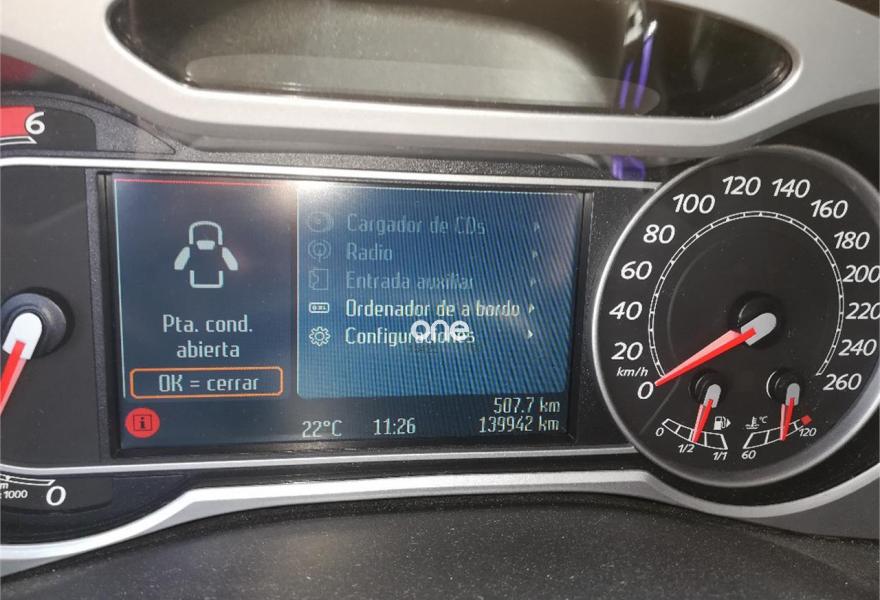 6
Pta. cond.
abierta
OK = cerrar
Cargador de CDs
Radio
Entrada auxiliar
Ordenador de a bordo
Configuraciones
one
22°C
11:26
507.7 km
139942 km
0
20
40
60
80
100
120
140
160
180
200
220
240
260
km/h
0
1/2
1/1
60
°C
120
1000
0